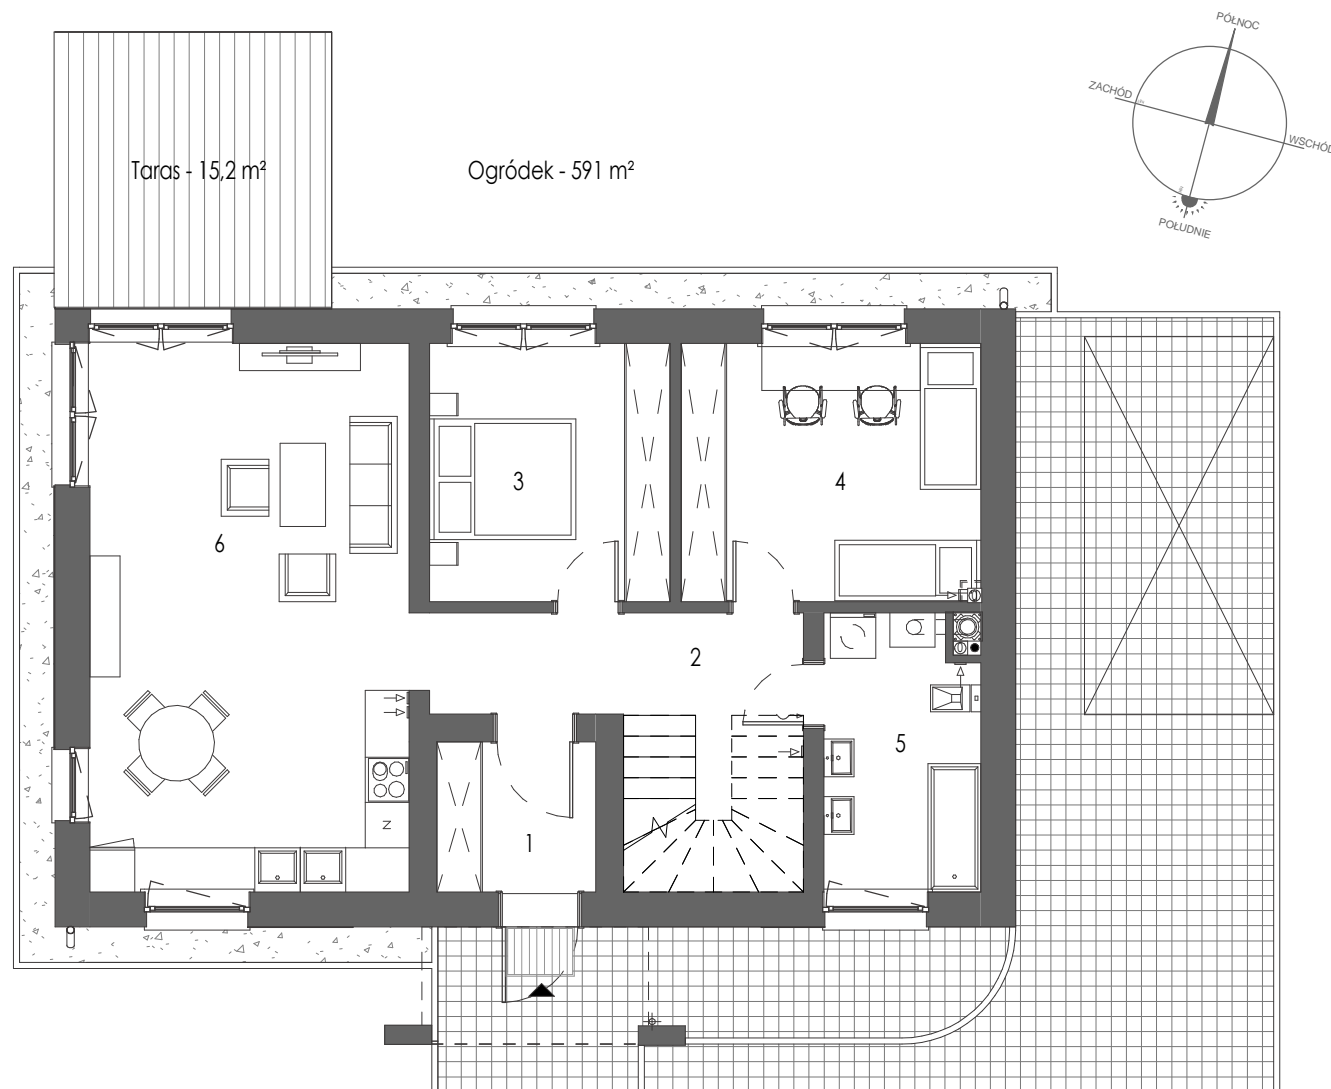 PÓŁNOC
ZACHÓD
WSCHÓD
POŁUDNIE
Taras - 15,2 m²
Ogródek - 591 m²
3
4
6
2
5
1
Z